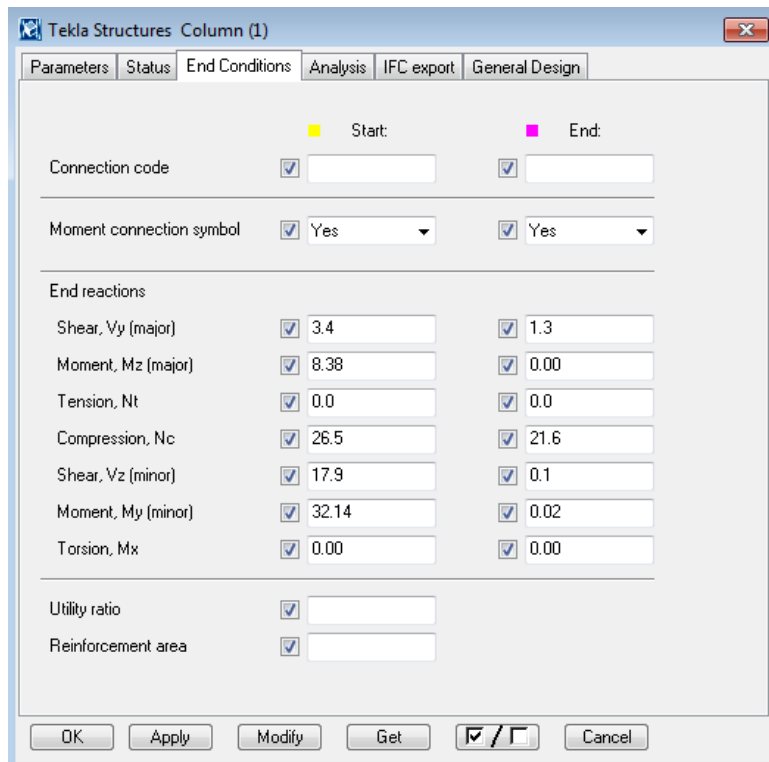 Tekla Structures Column (1)
Parameters Status End Conditions Analysis IFC export General Design
Start: End:
Connection code
Moment connection symbol Yes Yes
End reactions
Shear, Vy (major) 3.4 1.3
Moment, Mz (major) 8.38 0.00
Tension, Nt 0.0 0.0
Compression, Nc 26.5 21.6
Shear, Vz (minor) 17.9 0.1
Moment, My (minor) 32.14 0.02
Torsion, Mx 0.00 0.00
Utility ratio
Reinforcement area
OK Apply Modify Get / Cancel